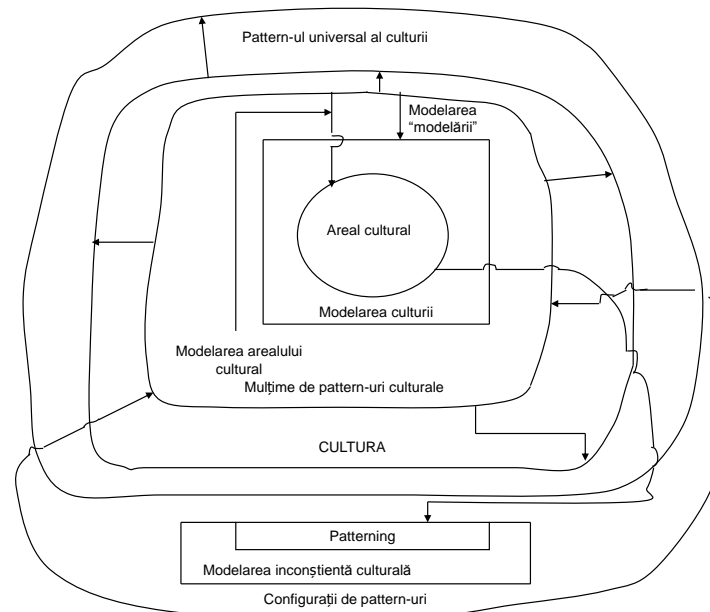 Pattern-ul universal al culturii
Modelarea
“modelării”
Areal cultural
Modelarea culturii
Modelarea arealului
cultural
Mulțime de pattern-uri culturale
CULTURA
Patterning
Modelarea inconștientă culturală
Configurații de pattern-uri